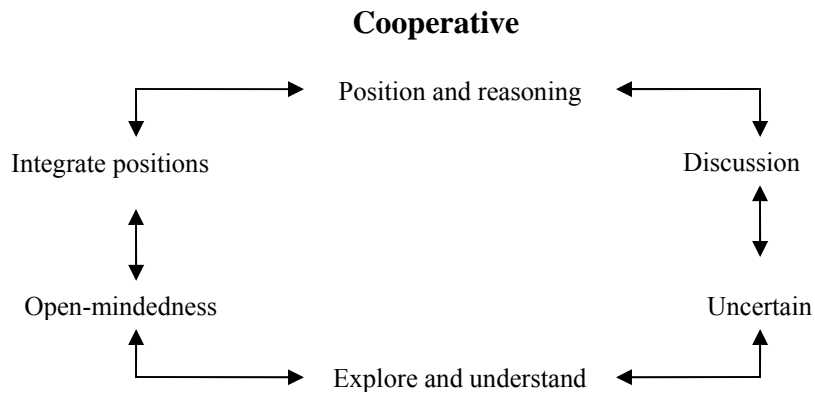 Cooperative
Position and reasoning
Integrate positions
Discussion
Open-mindedness
Uncertain
Explore and understand